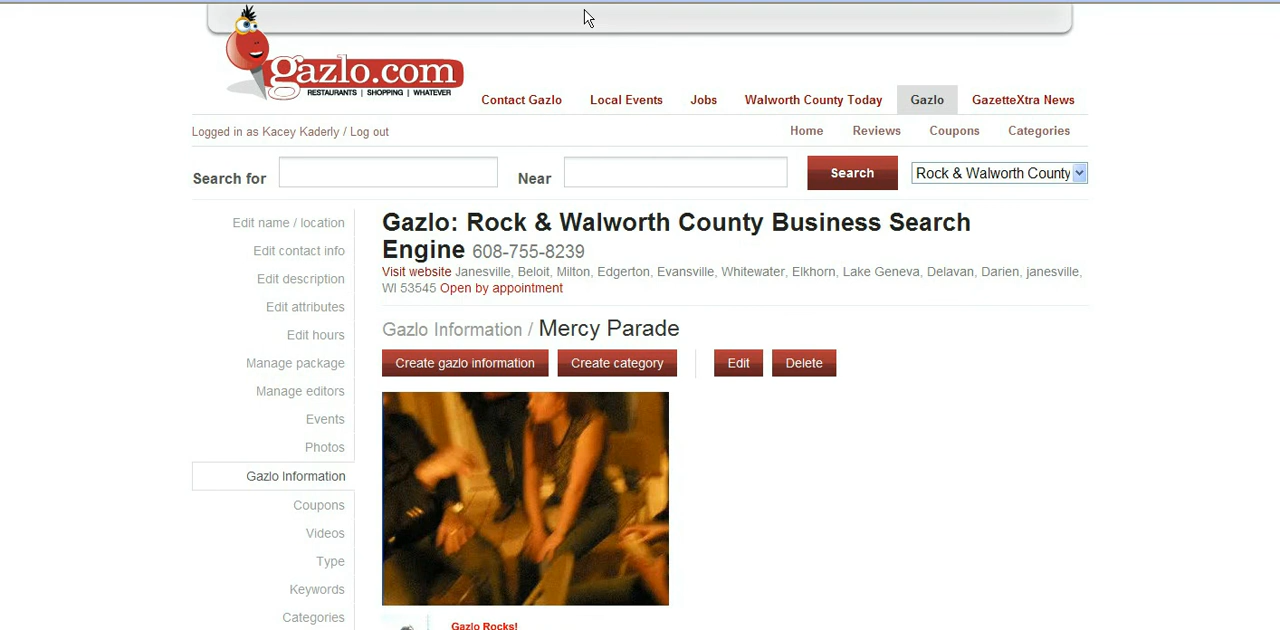 gazlo.com
RESTAURANTS | SHOPPING | WHATEVER
Contact Gazlo Local Events Jobs Walworth County Today Gazlo GazetteXtra News
Logged in as Kacey Kaderly / Log out
Home Reviews Coupons Categories
Search for Near Search Rock & Walworth County
Edit name / location
Edit contact info
Edit description
Edit attributes
Edit hours
Manage package
Manage editors
Events
Photos
Gazlo Information
Coupons
Videos
Type
Keywords
Categories
Gazlo: Rock & Walworth County Business Search
Engine 608-755-8239
Visit website Janesville, Beloit, Milton, Edgerton, Evansville, Whitewater, Elkhorn, Lake Geneva, Delavan, Darien, janesville,
WI 53545 Open by appointment
Gazlo Information / Mercy Parade
Create gazlo information Create category Edit Delete
Gazlo Rocks!